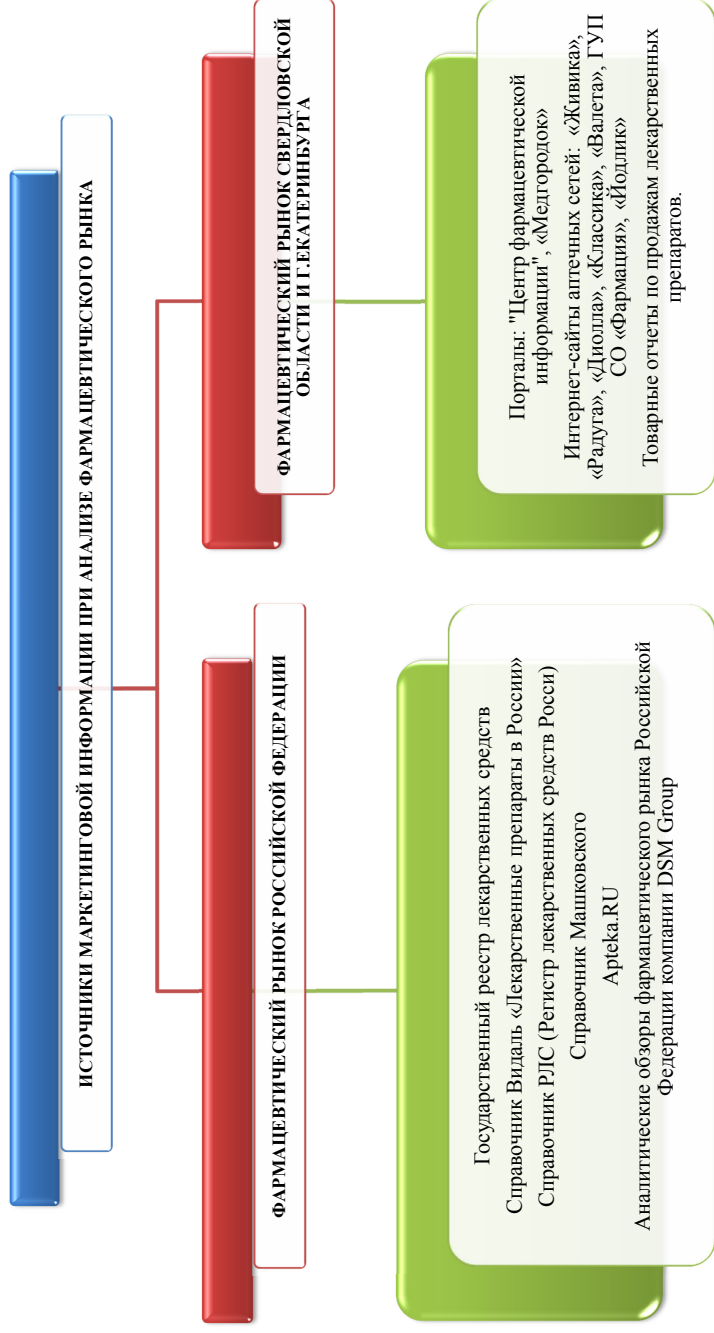 ИСТОЧНИКИ МАРКЕТИНГОВОЙ ИНФОРМАЦИИ ПРИ АНАЛИЗЕ ФАРМАЦЕВТИЧЕСКОГО РЫНКА
ФАРМАЦЕВТИЧЕСКИЙ РЫНОК РОССИЙСКОЙ ФЕДЕРАЦИИ
Государственный реестр лекарственных средств
Справочник Видаль «Лекарственные препараты в России»
Справочник РЛС (Регистр лекарственных средств Росси)
Справочник Машковского
Apteka.RU
Аналитические обзоры фармацевтического рынка Российской
Федерации компании DSM Group
ФАРМАЦЕВТИЧЕСКИЙ РЫНОК СВЕРДЛОВСКОЙ
ОБЛАСТИ И Г.ЕКАТЕРИНБУРГА
Порталы: "Центр фармацевтической
информации", «Медгородок»
Интернет-сайты аптечных сетей: «Живика»,
«Радуга», «Диолла», «Классика», «Валета», ГУП
СО «Фармация», «Йодлик»
Товарные отчеты по продажам лекарственных
препаратов.